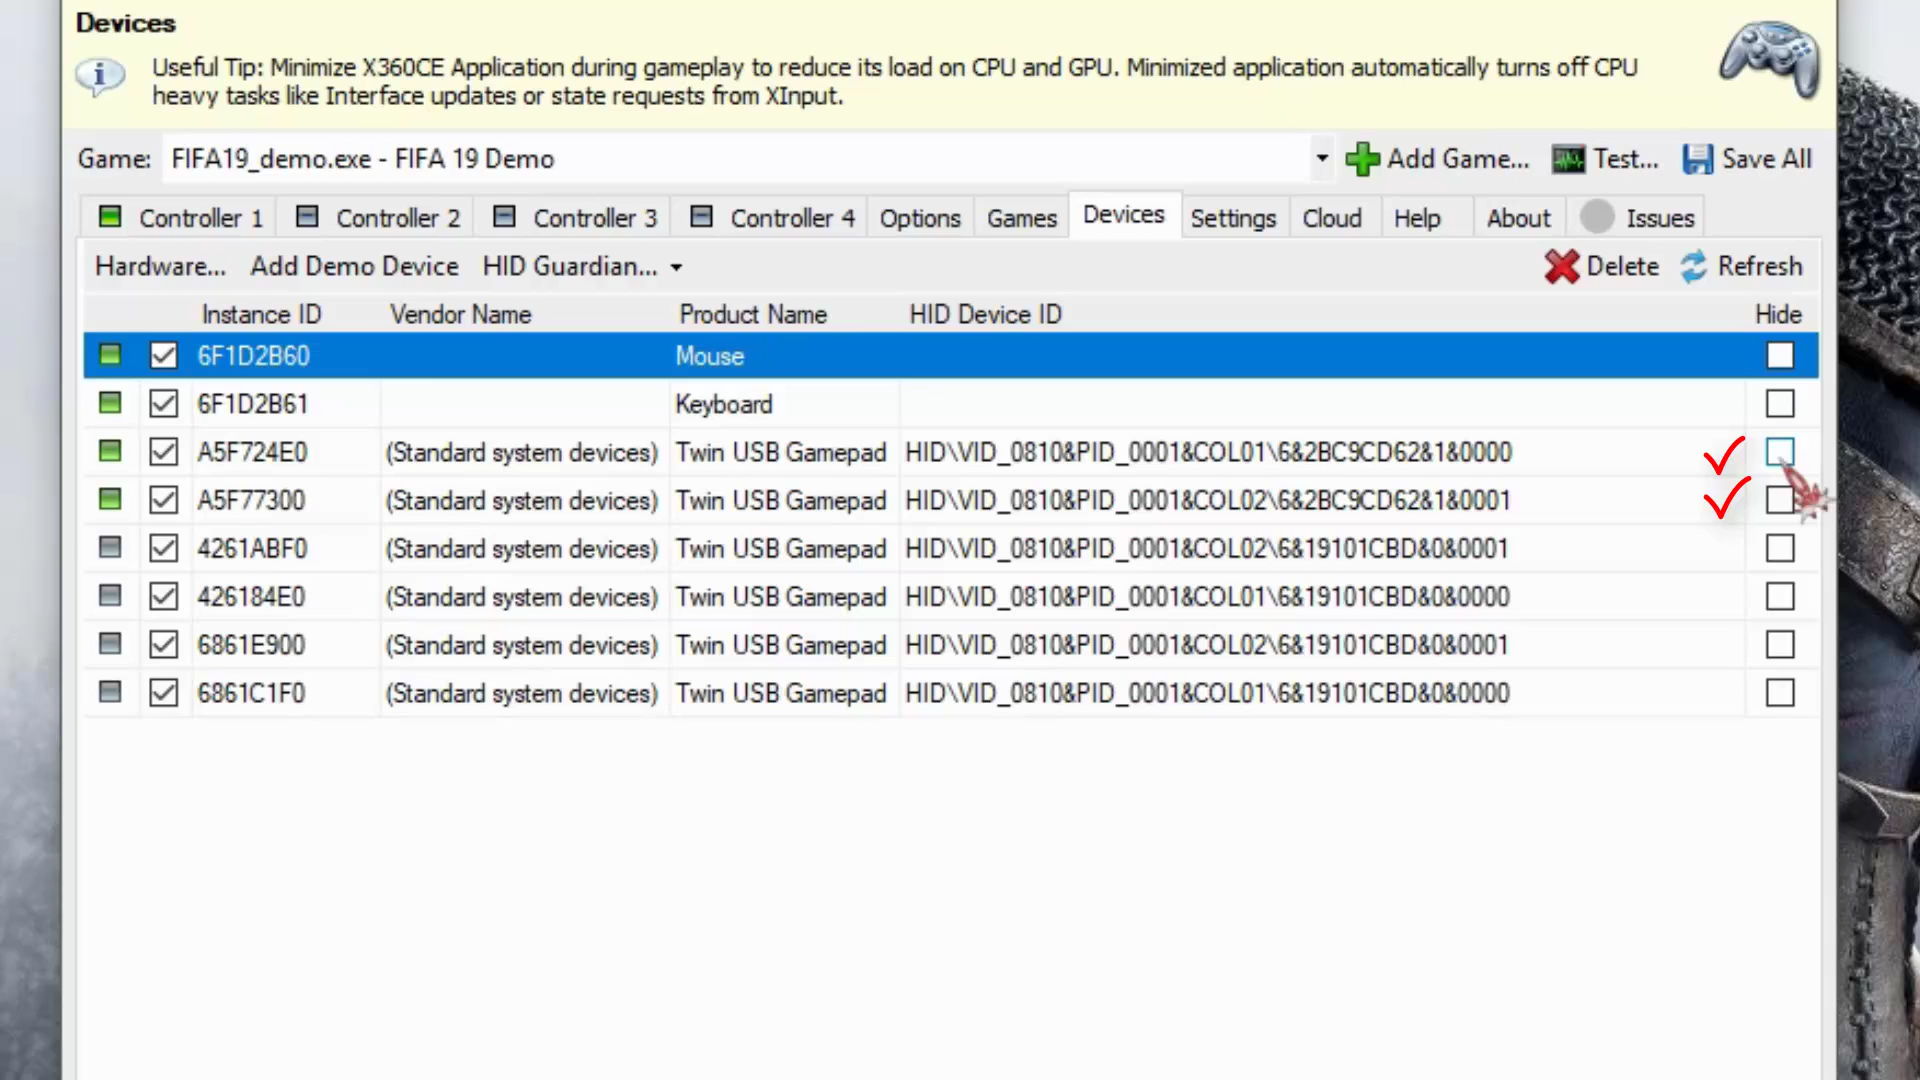 Devices
Useful Tip: Minimize X360CE Application during gameplay to reduce its load on CPU and GPU. Minimized application automatically turns off CPU
heavy tasks like Interface updates or state requests from XInput.
Game: FIFA19_demo.exe - FIFA 19 Demo Add Game... Test... Save All
Controller 1 Controller 2 Controller 3 Controller 4 Options Games Devices Settings Cloud Help About Issues
Hardware... Add Demo Device HID Guardian... Delete Refresh
Instance ID Vendor Name Product Name HID Device ID Hide
6F1D2B60 Mouse
6F1D2B61 Keyboard
A5F724E0 (Standard system devices) Twin USB Gamepad HID\VID_0810&PID_0001&COL01\6&2BC9CD62&1&0000
A5F77300 (Standard system devices) Twin USB Gamepad HID\VID_0810&PID_0001&COL02\6&2BC9CD62&1&0001
4261ABF0 (Standard system devices) Twin USB Gamepad HID\VID_0810&PID_0001&COL02\6&19101CBD&0&0001
426184E0 (Standard system devices) Twin USB Gamepad HID\VID_0810&PID_0001&COL01\6&19101CBD&0&0000
6861E900 (Standard system devices) Twin USB Gamepad HID\VID_0810&PID_0001&COL02\6&19101CBD&0&0001
6861C1F0 (Standard system devices) Twin USB Gamepad HID\VID_0810&PID_0001&COL01\6&19101CBD&0&0000